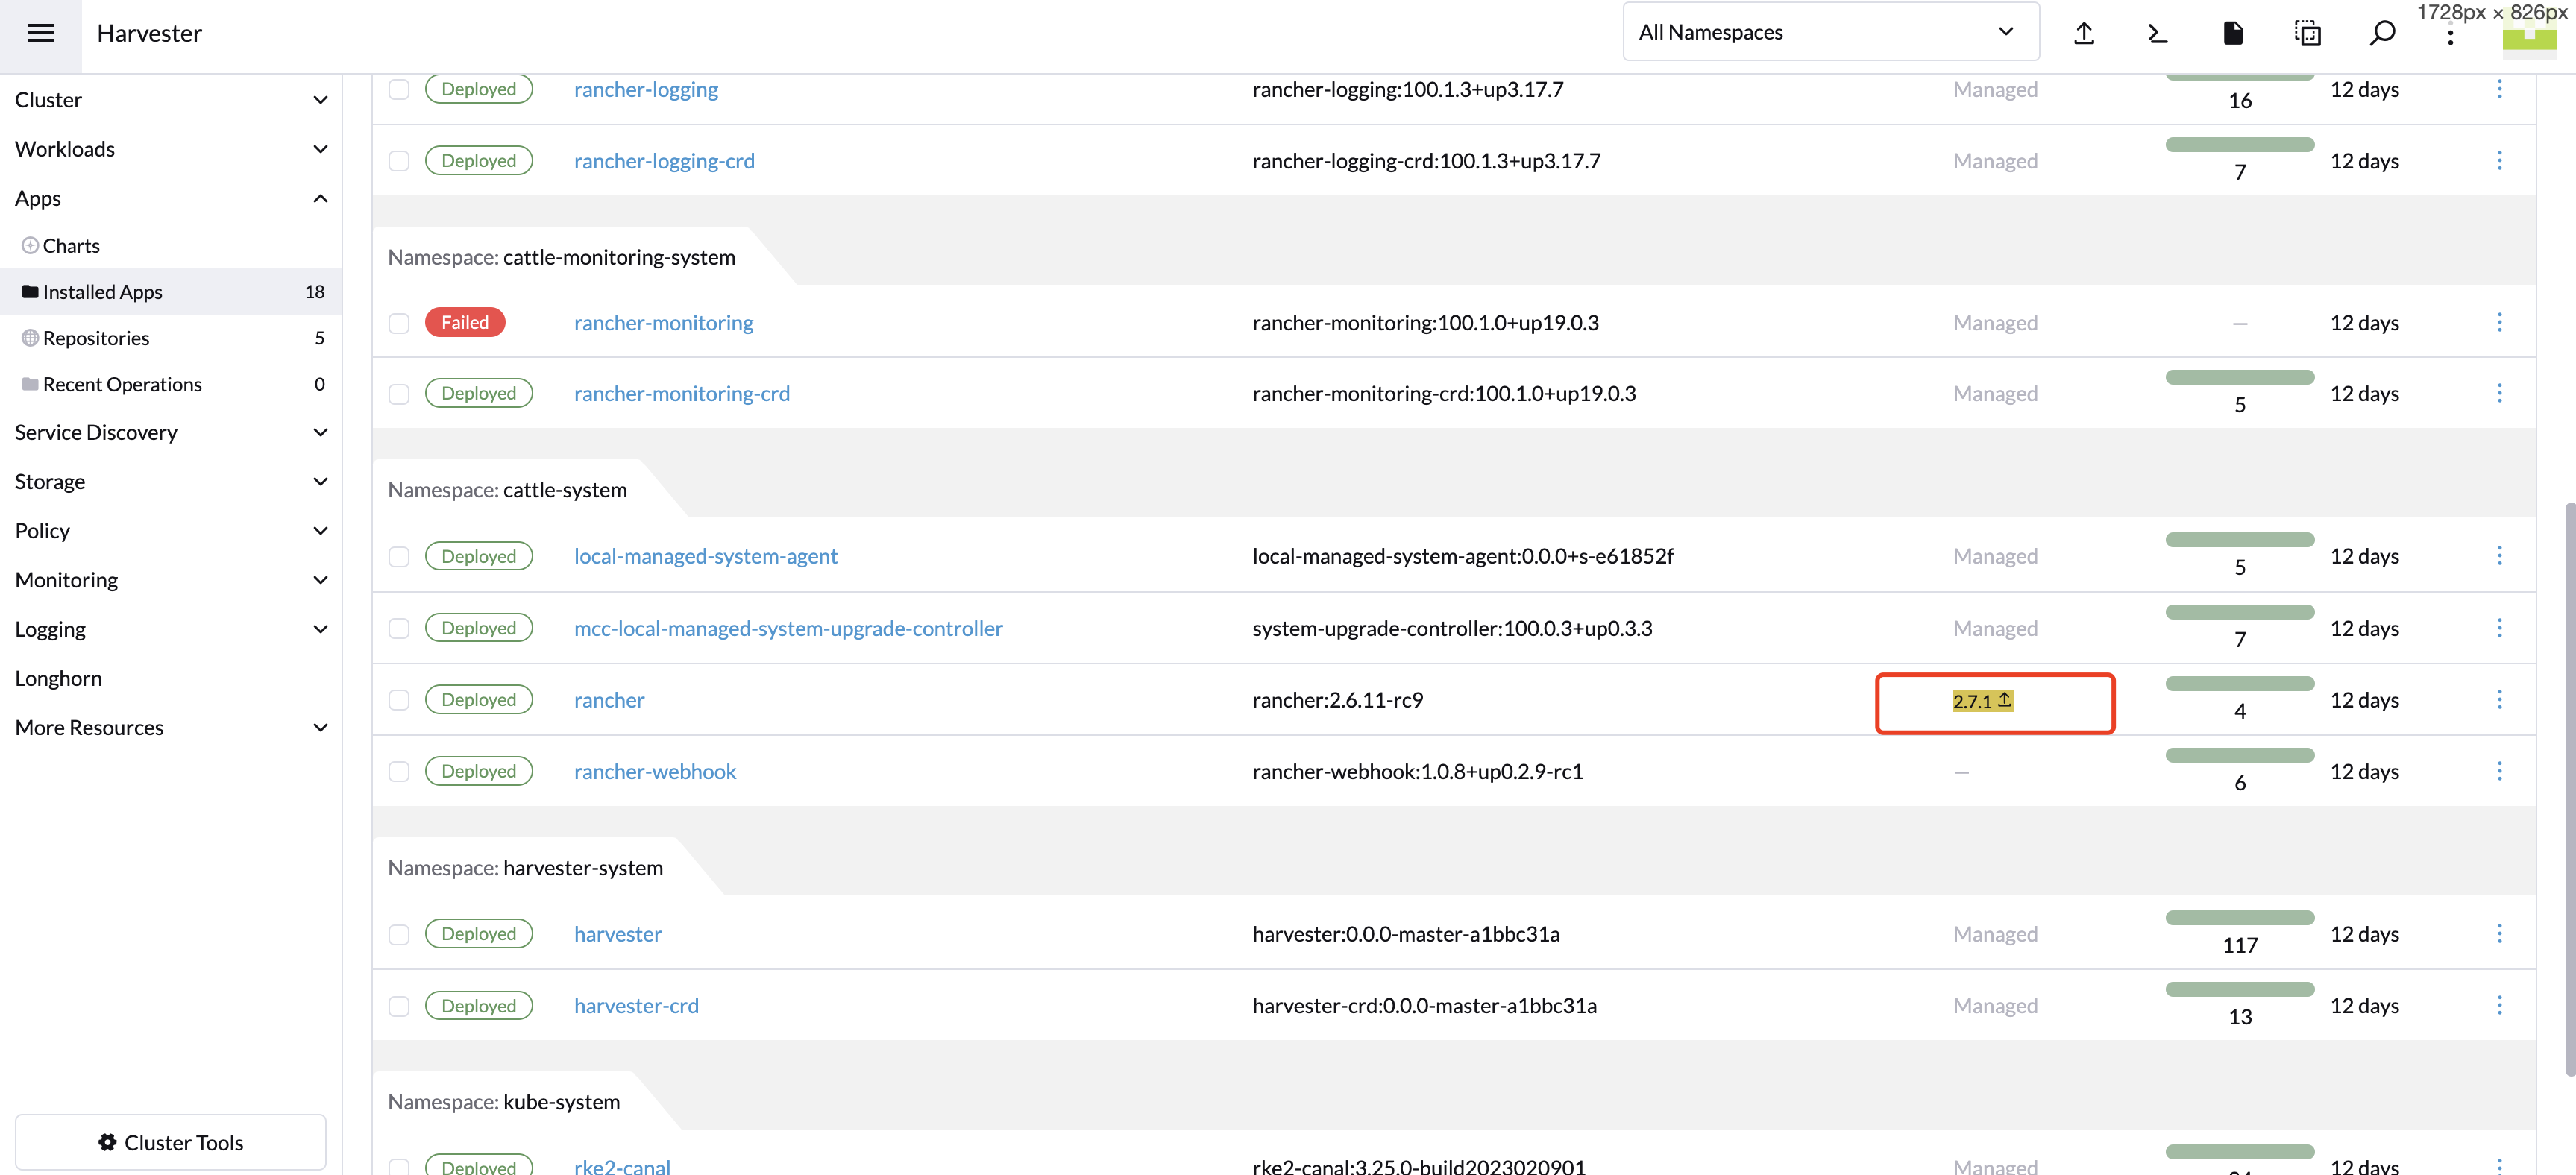 Harvester
All Namespaces
1728px × 826px
Cluster
Workloads
Apps
Charts
Installed Apps 18
Repositories 5
Recent Operations 0
Service Discovery
Storage
Policy
Monitoring
Logging
Longhorn
More Resources
Cluster Tools
Deployed rancher-logging rancher-logging:100.1.3+up3.17.7 Managed 16 12 days
Deployed rancher-logging-crd rancher-logging-crd:100.1.3+up3.17.7 Managed 7 12 days
Namespace: cattle-monitoring-system
Failed rancher-monitoring rancher-monitoring:100.1.0+up19.0.3 Managed — 12 days
Deployed rancher-monitoring-crd rancher-monitoring-crd:100.1.0+up19.0.3 Managed 5 12 days
Namespace: cattle-system
Deployed local-managed-system-agent local-managed-system-agent:0.0.0+s-e61852f Managed 5 12 days
Deployed mcc-local-managed-system-upgrade-controller system-upgrade-controller:100.0.3+up0.3.3 Managed 7 12 days
Deployed rancher rancher:2.6.11-rc9 2.7.1 4 12 days
Deployed rancher-webhook rancher-webhook:1.0.8+up0.2.9-rc1 — 6 12 days
Namespace: harvester-system
Deployed harvester harvester:0.0.0-master-a1bbc31a Managed 117 12 days
Deployed harvester-crd harvester-crd:0.0.0-master-a1bbc31a Managed 13 12 days
Namespace: kube-system
Deployed rke2-canal rke2-canal:3.25.0-build2023020901 Managed 12 days